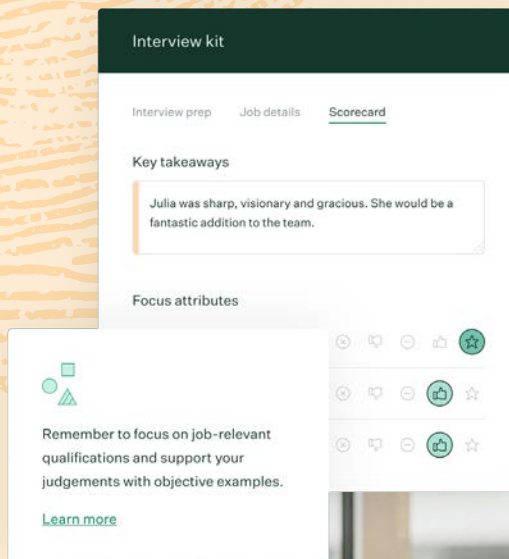 Interview kit
Interview prep Job details Scorecard
Key takeaways
Julia was sharp, visionary and gracious. She would be a
fantastic addition to the team.
Focus attributes
Remember to focus on job-relevant
qualifications and support your
judgements with objective examples.
Learn more